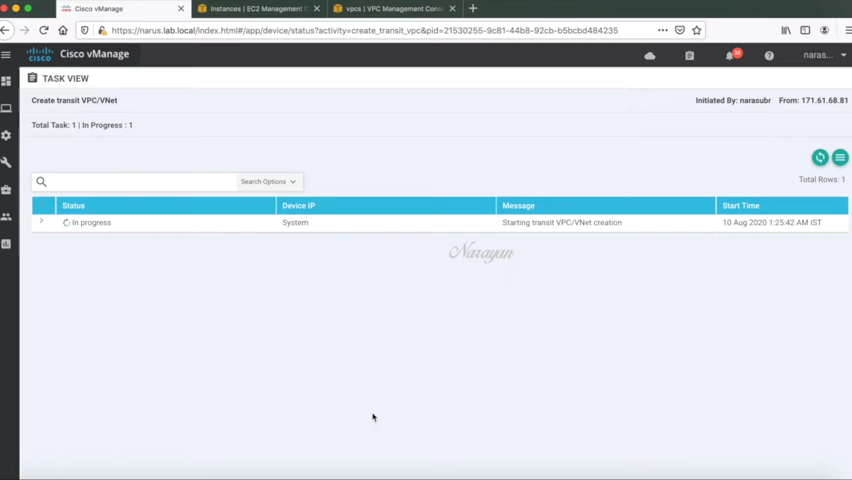 Cisco vManage
Instances | EC2 Management C
vpcs | VPC Management Cons
https://narus.lab.local/index.html#/app/device/status?activity=create_transit_vpc&pid=21530255-9c81-44b8-92cb-b5bcbd484235
CISCO
Cisco vManage
36
naras...
TASK VIEW
Create transit VPC/VNet
Initiated By: narasubr From: 171.61.68.81
Total Task: 1 | In Progress : 1
Search Options
Total Rows: 1
Status Device IP Message Start Time
In progress System Starting transit VPC/VNet creation 10 Aug 2020 1:25:42 AM IST
Narayan